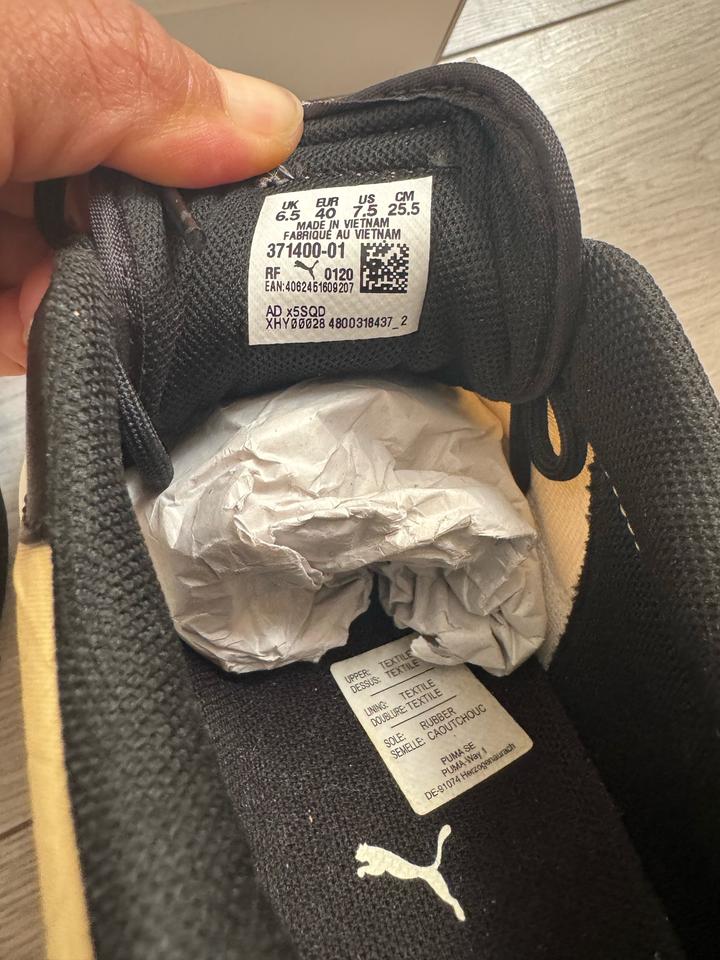 UK EUR US CM
6.5 40 7.5 25.5
MADE IN VIETNAM
FABRIQUÉ AU VIETNAM
371400-01
RF 0120
EAN:4062451609207
AD x5SQD
XHY00028 4800318437_2
UPPER: TEXTILE
DESSUS: TEXTILE
LINING: TEXTILE
DOUBLURE: TEXTILE
SOLE: RUBBER
SEMELLE: CAOUTCHOUC
PUMA SE
PUMA Way 1
DE-91074 Herzogenaurach